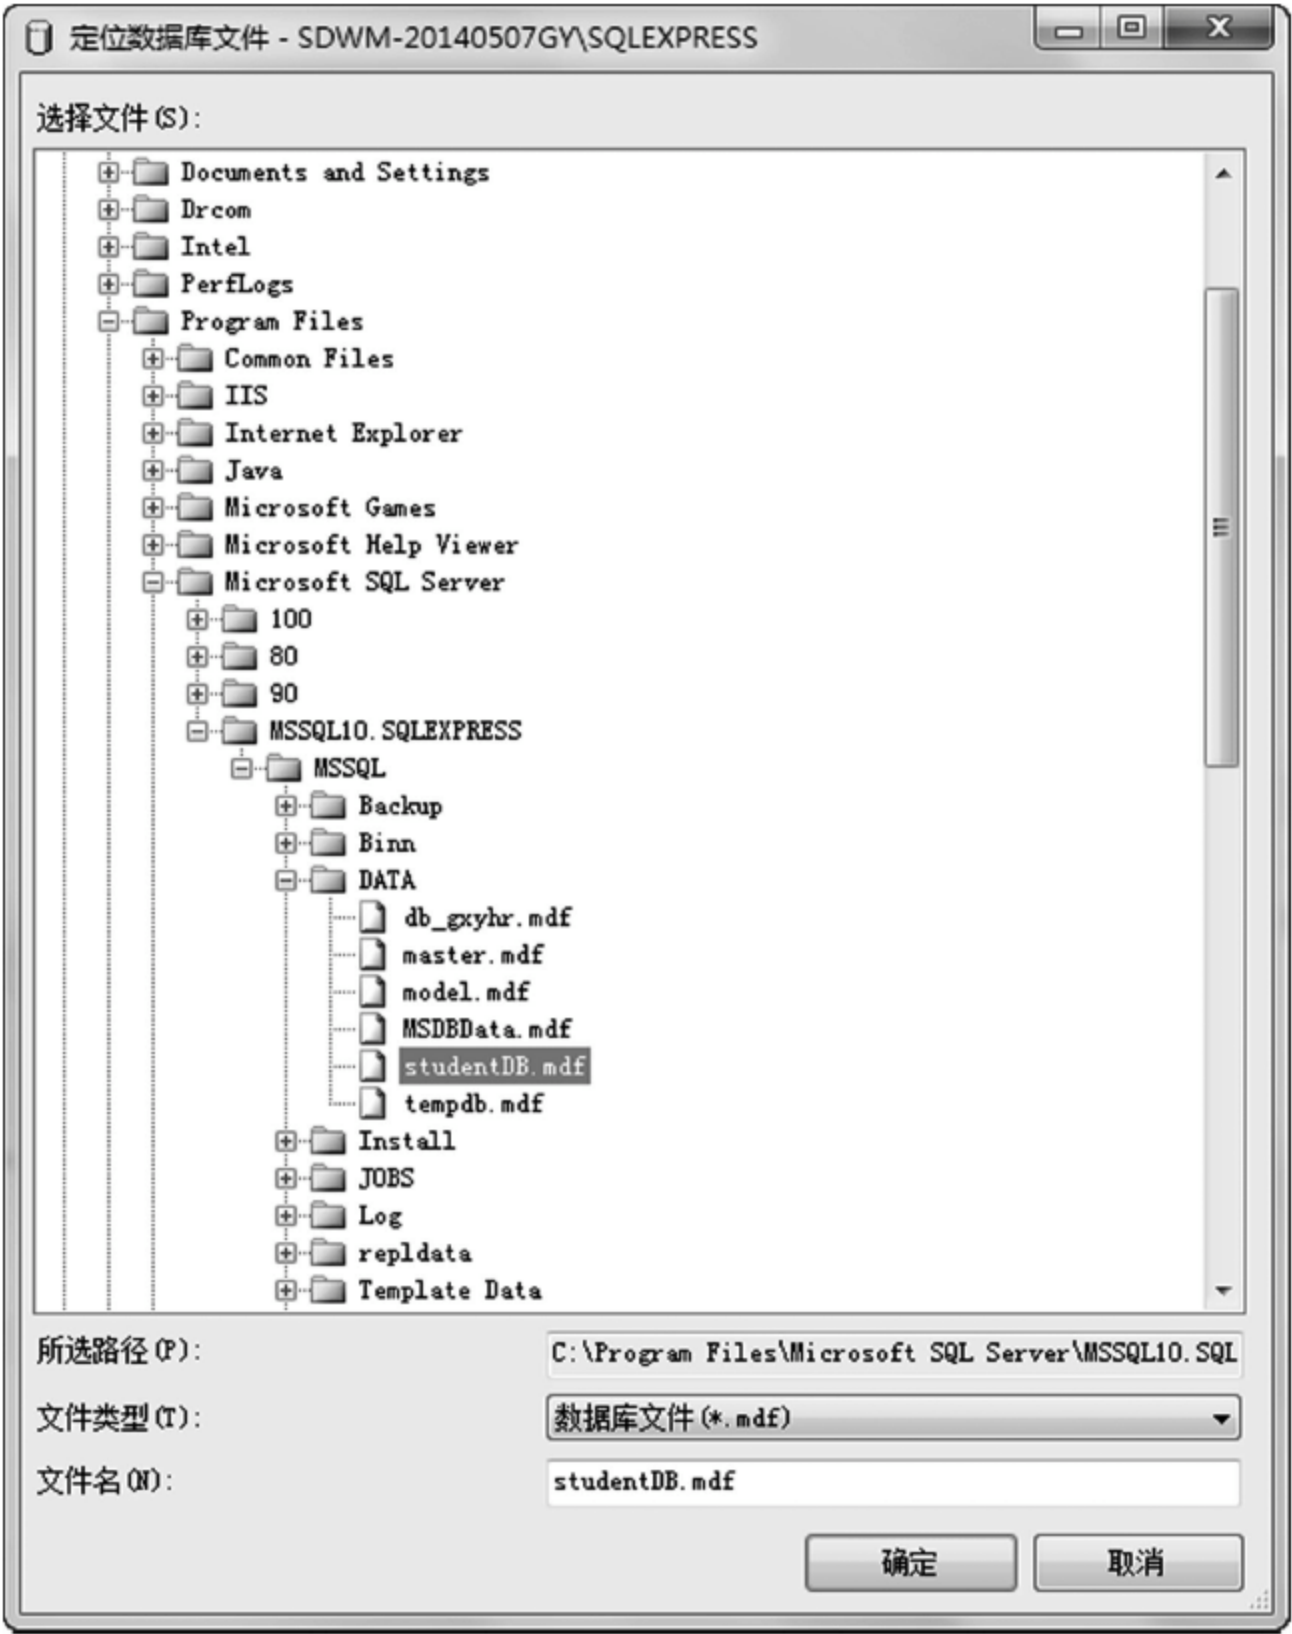 定位数据库文件 - SDWM-20140507GY\SQLEXPRESS
选择文件(S):
Documents and Settings
Drcom
Intel
PerfLogs
Program Files
Common Files
IIS
Internet Explorer
Java
Microsoft Games
Microsoft Help Viewer
Microsoft SQL Server
100
80
90
MSSQL10.SQLEXPRESS
MSSQL
Backup
Binn
DATA
db_gxyhr.mdf
master.mdf
model.mdf
MSDBData.mdf
studentDB.mdf
tempdb.mdf
Install
JOBS
Log
repldata
Template Data
所选路径(P): C:\Program Files\Microsoft SQL Server\MSSQL10.SQL
文件类型(T): 数据库文件(*.mdf)
文件名(N): studentDB.mdf
确定 取消